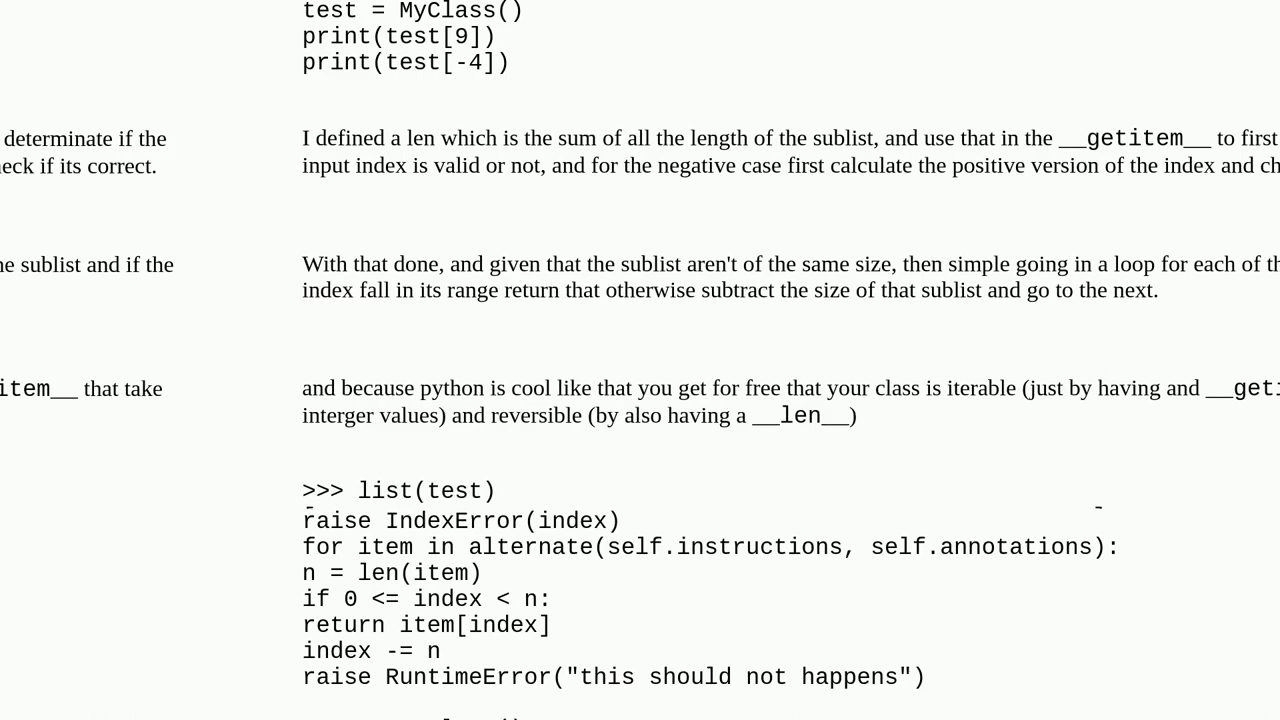 test = MyClass()
print(test[9])
print(test[-4])
determinate if the
I defined a len which is the sum of all the length of the sublist, and use that in the __getitem__ to first
eck if its correct.
input index is valid or not, and for the negative case first calculate the positive version of the index and ch
ne sublist and if the
With that done, and given that the sublist aren't of the same size, then simple going in a loop for each of th
index fall in its range return that otherwise subtract the size of that sublist and go to the next.
item__ that take
and because python is cool like that you get for free that your class is iterable (just by having and __geti
interger values) and reversible (by also having a __len__)
>>> list(test)
raise IndexError(index)
for item in alternate(self.instructions, self.annotations):
n = len(item)
if 0 <= index < n:
return item[index]
index -= n
raise RuntimeError("this should not happens")